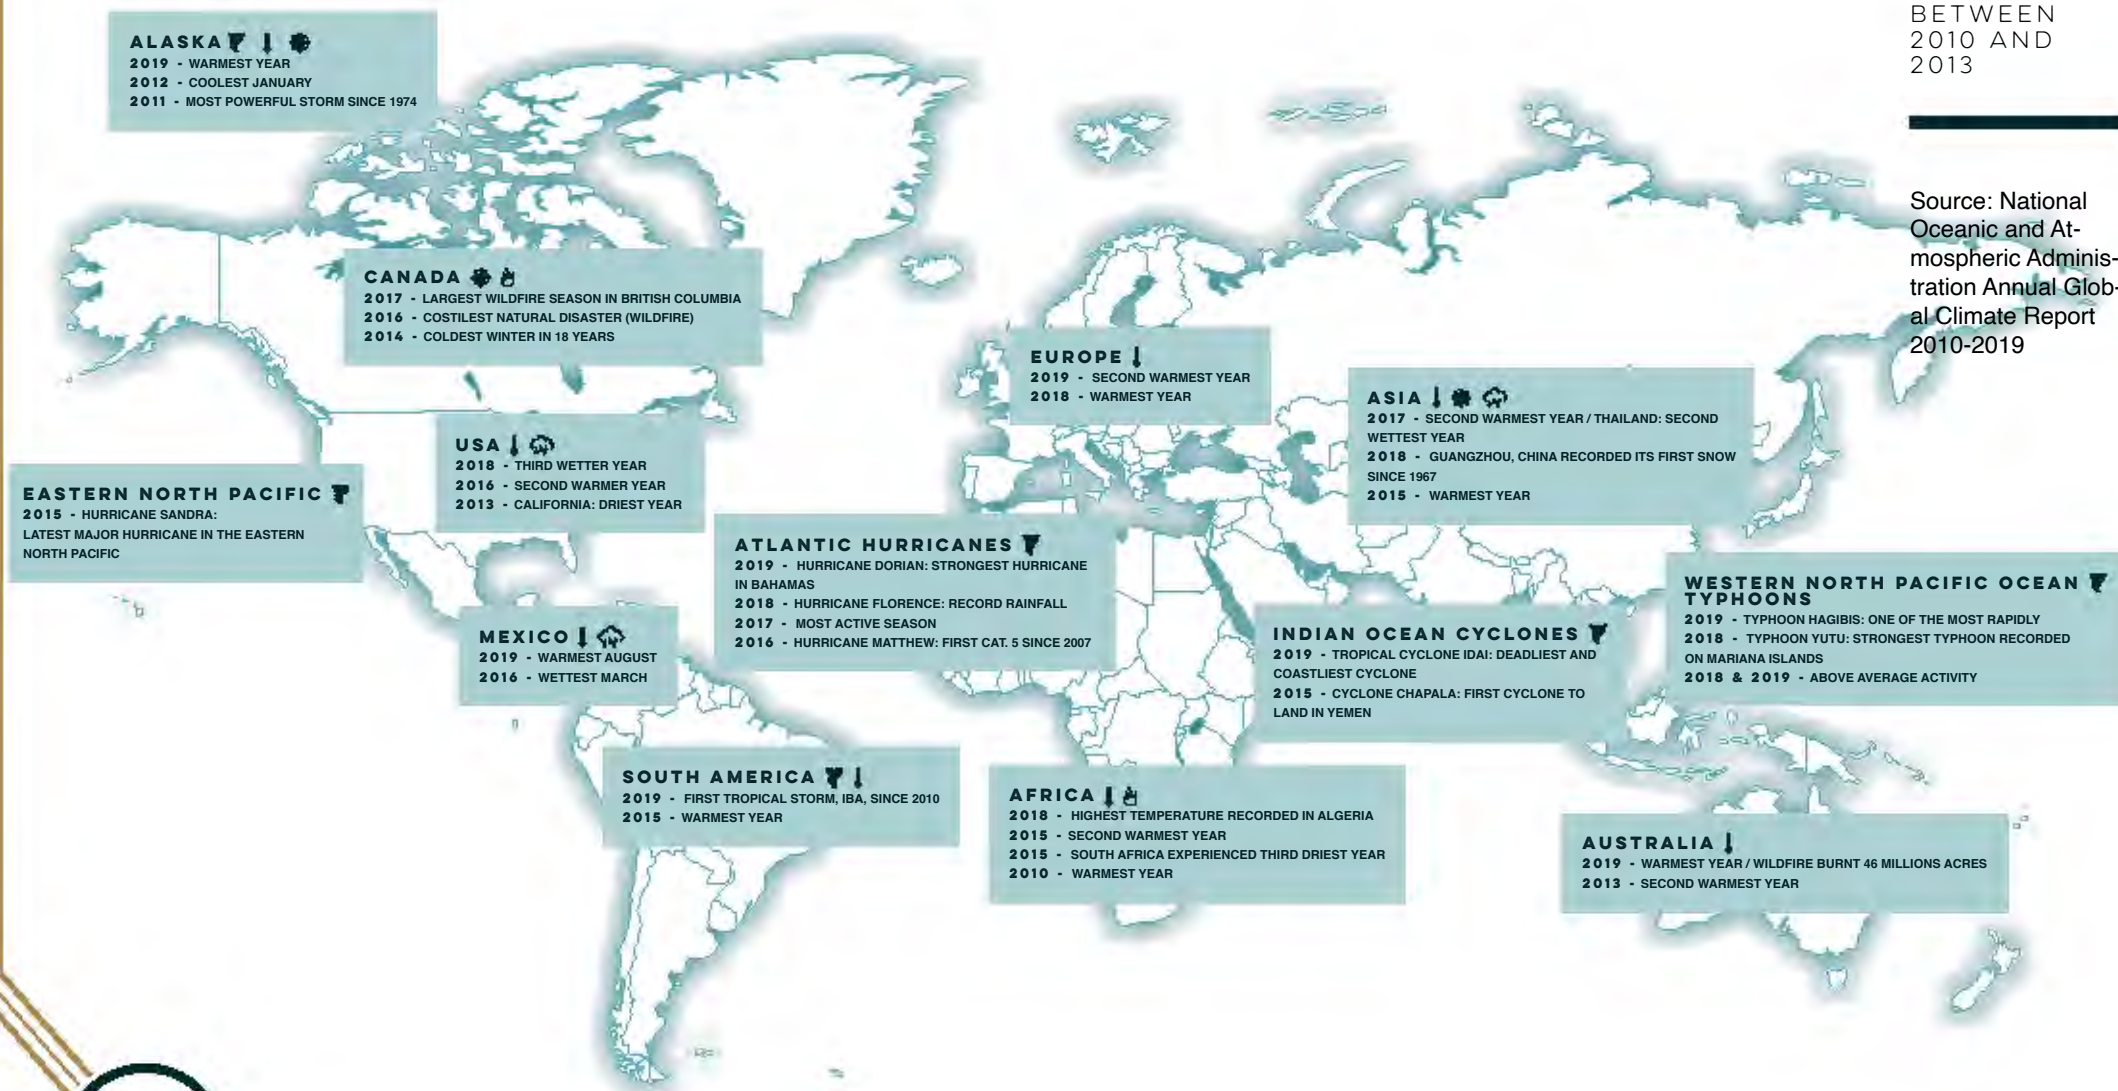 BETWEEN
2010 AND
2013
Source: National
Oceanic and At-
mospheric Adminis-
tration Annual Glob-
al Climate Report
2010-2019
ALASKA
2019 - WARMEST YEAR
2012 - COOLEST JANUARY
2011 - MOST POWERFUL STORM SINCE 1974
CANADA
2017 - LARGEST WILDFIRE SEASON IN BRITISH COLUMBIA
2016 - COSTILEST NATURAL DISASTER (WILDFIRE)
2014 - COLDEST WINTER IN 18 YEARS
EUROPE
2019 - SECOND WARMEST YEAR
2018 - WARMEST YEAR
ASIA
2017 - SECOND WARMEST YEAR / THAILAND: SECOND
WETTEST YEAR
2018 - GUANGZHOU, CHINA RECORDED ITS FIRST SNOW
SINCE 1967
2015 - WARMEST YEAR
USA
2018 - THIRD WETTER YEAR
2016 - SECOND WARMER YEAR
2013 - CALIFORNIA: DRIEST YEAR
EASTERN NORTH PACIFIC
2015 - HURRICANE SANDRA:
LATEST MAJOR HURRICANE IN THE EASTERN
NORTH PACIFIC
ATLANTIC HURRICANES
2019 - HURRICANE DORIAN: STRONGEST HURRICANE
IN BAHAMAS
2018 - HURRICANE FLORENCE: RECORD RAINFALL
2017 - MOST ACTIVE SEASON
2016 - HURRICANE MATTHEW: FIRST CAT. 5 SINCE 2007
WESTERN NORTH PACIFIC OCEAN
TYPHOONS
2019 - TYPHOON HAGIBIS: ONE OF THE MOST RAPIDLY
2018 - TYPHOON YUTU: STRONGEST TYPHOON RECORDED
ON MARIANA ISLANDS
2018 & 2019 - ABOVE AVERAGE ACTIVITY
MEXICO
2019 - WARMEST AUGUST
2016 - WETTEST MARCH
INDIAN OCEAN CYCLONES
2019 - TROPICAL CYCLONE IDAI: DEADLIEST AND
COASTLIEST CYCLONE
2015 - CYCLONE CHAPALA: FIRST CYCLONE TO
LAND IN YEMEN
SOUTH AMERICA
2019 - FIRST TROPICAL STORM, IBA, SINCE 2010
2015 - WARMEST YEAR
AFRICA
2018 - HIGHEST TEMPERATURE RECORDED IN ALGERIA
2015 - SECOND WARMEST YEAR
2015 - SOUTH AFRICA EXPERIENCED THIRD DRIEST YEAR
2010 - WARMEST YEAR
AUSTRALIA
2019 - WARMEST YEAR / WILDFIRE BURNT 46 MILLIONS ACRES
2013 - SECOND WARMEST YEAR